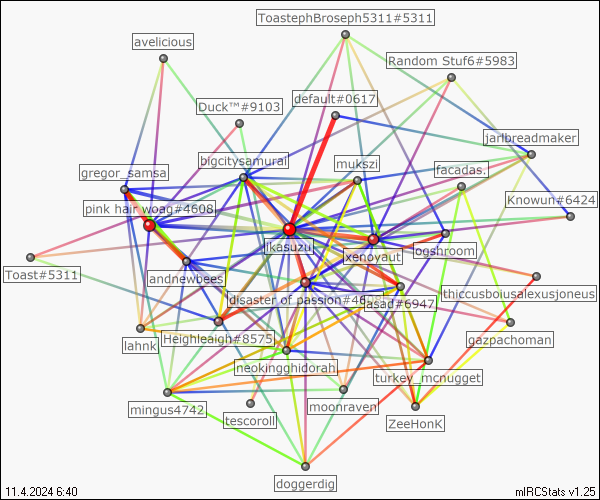 ToastephBroseph5311#5311
avelicious
Random Stuf6#5983
default#0617
Duck™#9103
jarlbreadmaker
bigcitysamurai
mukszi
facadas.
gregor_samsa
Knowun#6424
pink hair woag#4608
ikasuzu
xenoyaut
bgshroom
Toast#5311
andnewbees
disaster of passion#46
asad#6947
thiccusboiusalexusjoneus
lahnk
Heighleaigh#8575
gazpachoman
neokingghidorah
turkey_mcnugget
mingus4742
tescoroll
moonraven
ZeeHonK
doggerdig
11.4.2024 6:40
mIRCStats v1.25